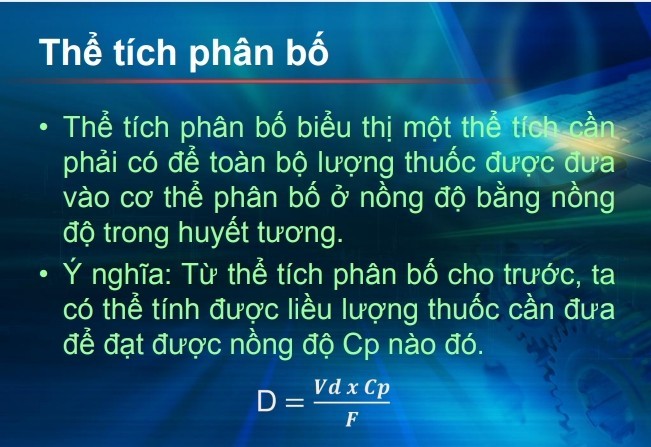 Thể tích phân bố
• Thể tích phân bố biểu thị một thể tích cần
phải có để toàn bộ lượng thuốc được đưa
vào cơ thể phân bố ở nồng độ bằng nồng
độ trong huyết tương.
• Ý nghĩa: Từ thể tích phân bố cho trước, ta
có thể tính được liều lượng thuốc cần đưa
để đạt được nồng độ Cp nào đó.
D = Vd x Cp / F